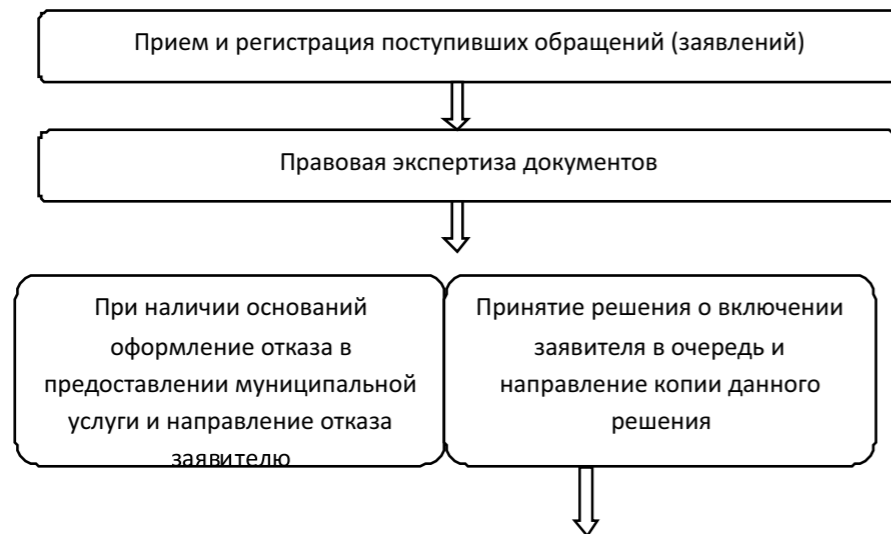 Прием и регистрация поступивших обращений (заявлений)
Правовая экспертиза документов
При наличии оснований
оформление отказа в
предоставлении муниципальной
услуги и направление отказа
заявителю
Принятие решения о включении
заявителя в очередь и
направление копии данного
решения